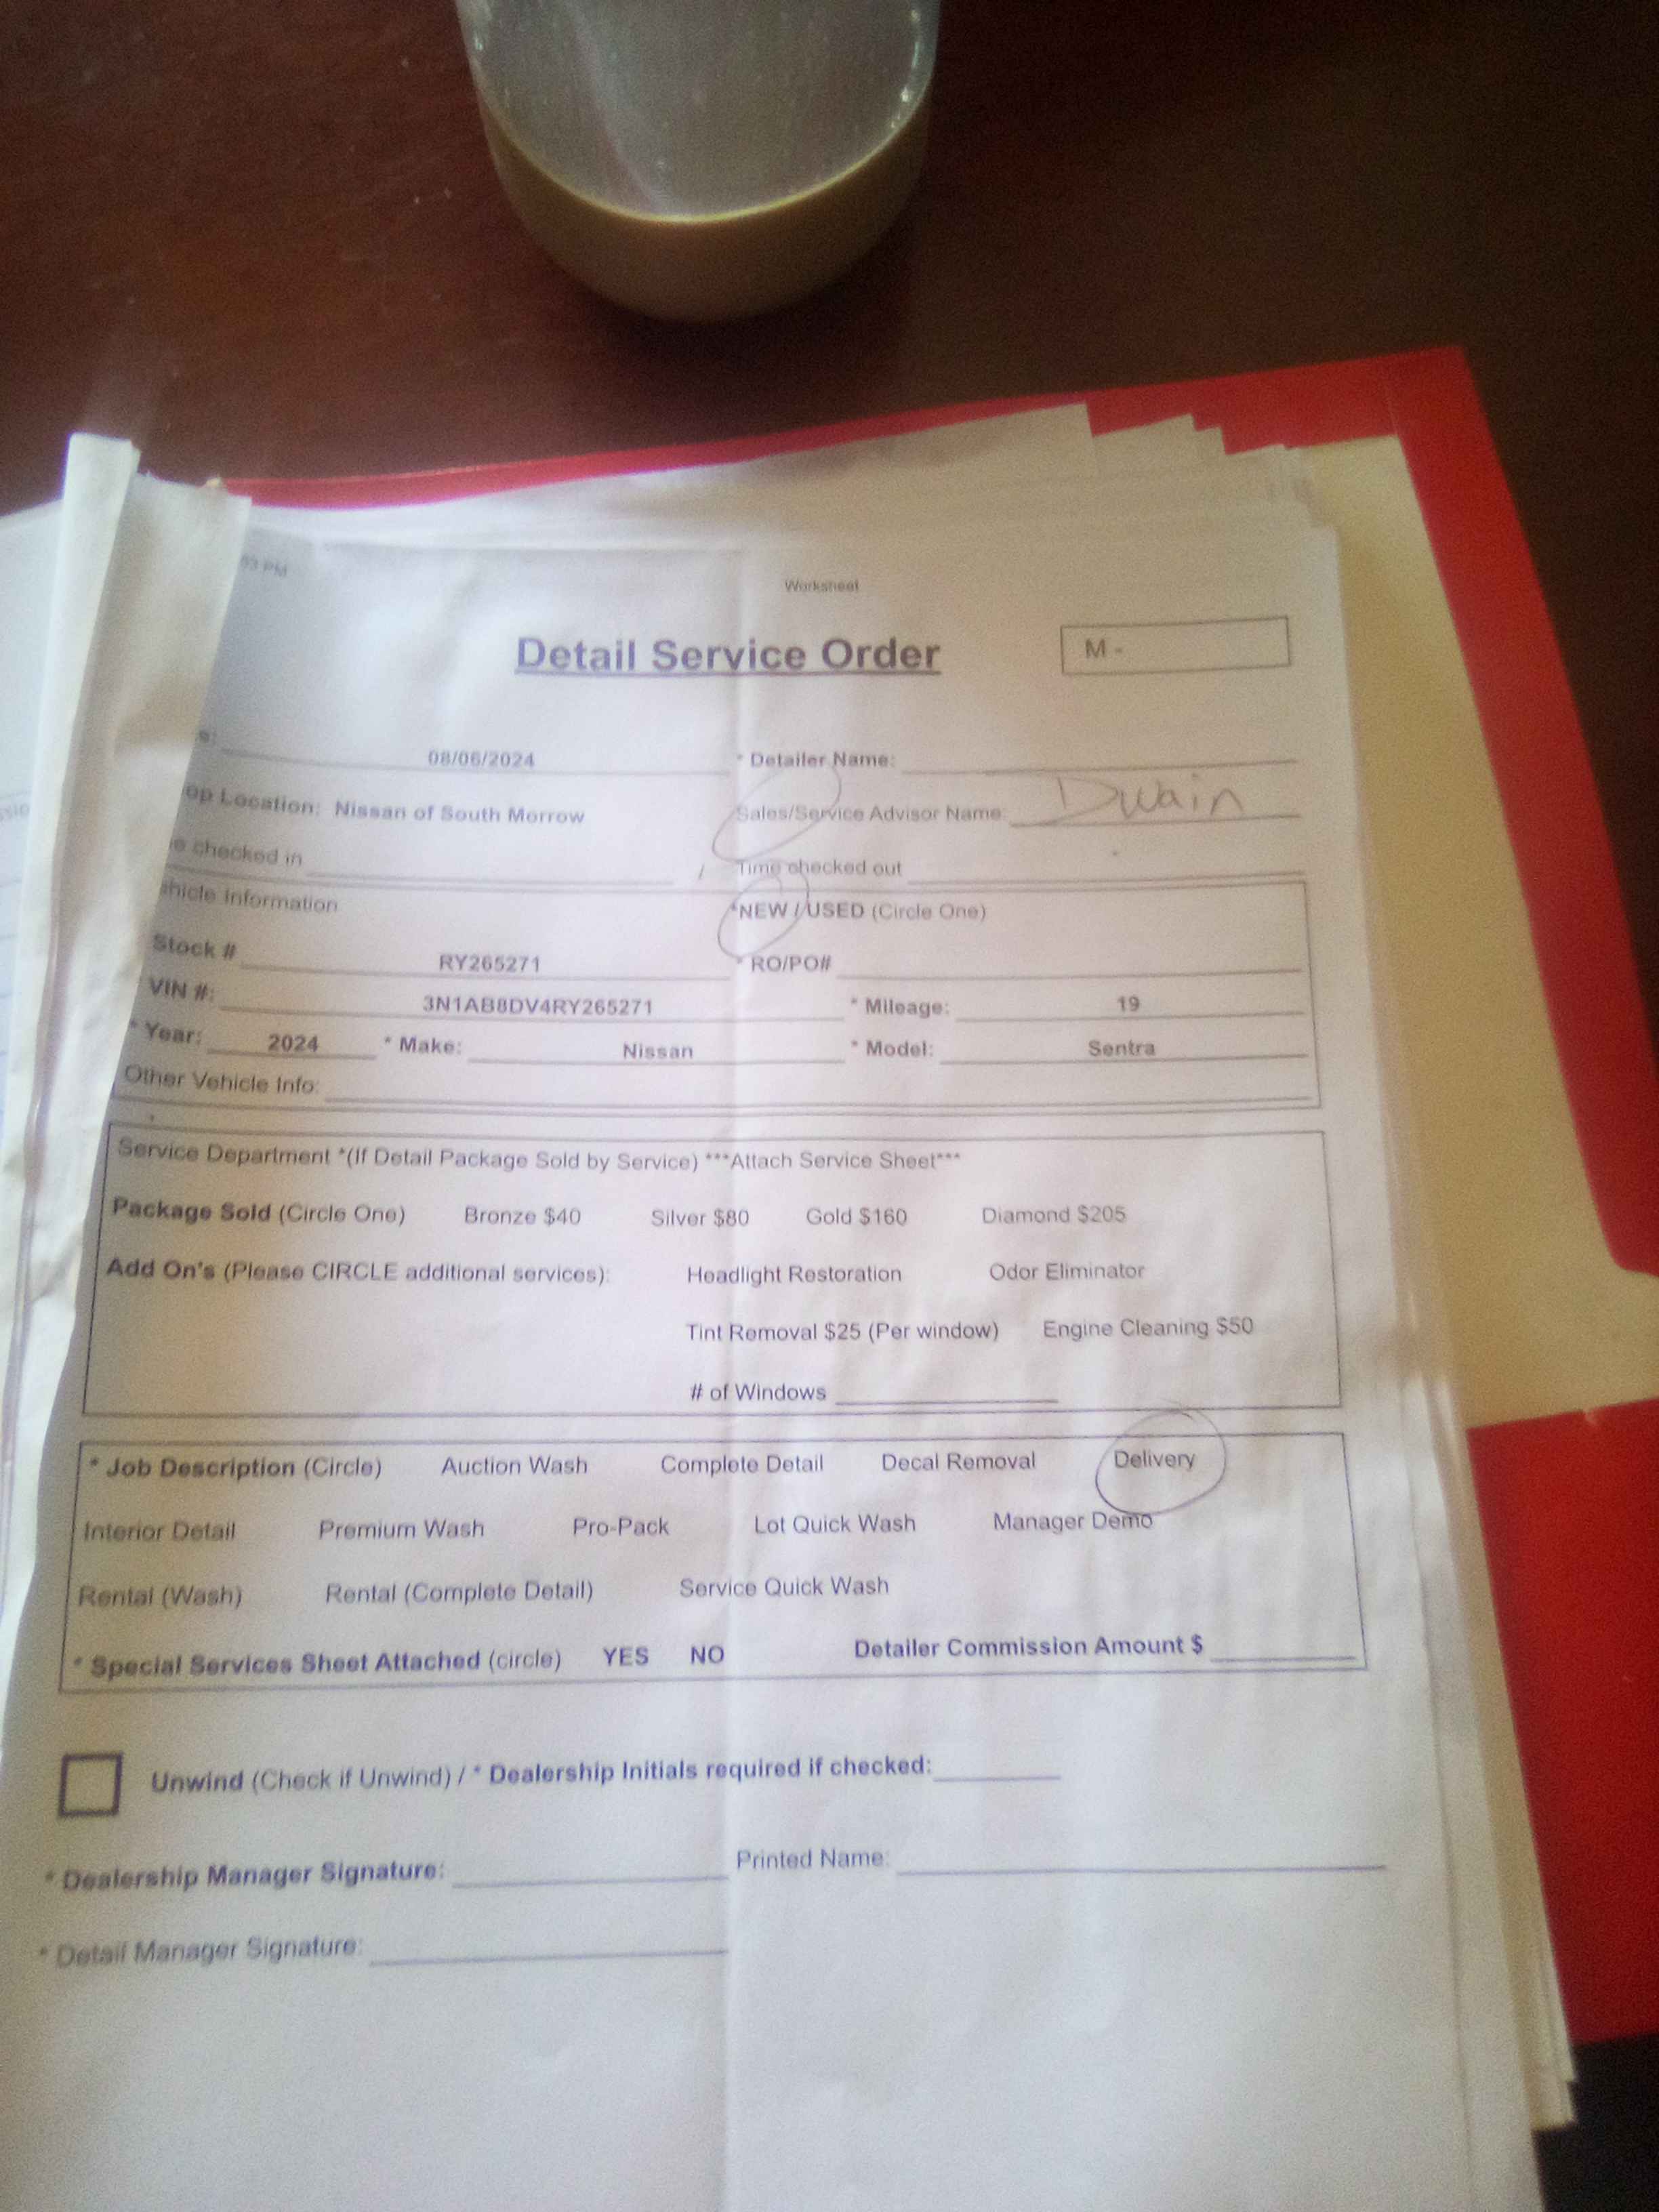 93 PM
Worksheet
Detail Service Order
M -
e: 08/06/2024 * Detailer Name:
op Location: Nissan of South Morrow Sales/Service Advisor Name: Dwain
e checked in / Time checked out
hicle Information *NEW / USED (Circle One)
Stock # RY265271 * RO/PO#
VIN #: 3N1AB8DV4RY265271 * Mileage: 19
* Year: 2024 * Make: Nissan * Model: Sentra
Other Vehicle Info:
Service Department *(If Detail Package Sold by Service) ***Attach Service Sheet***
Package Sold (Circle One) Bronze $40 Silver $80 Gold $160 Diamond $205
Add On's (Please CIRCLE additional services): Headlight Restoration Odor Eliminator
Tint Removal $25 (Per window) Engine Cleaning $50
# of Windows
* Job Description (Circle) Auction Wash Complete Detail Decal Removal Delivery
Interior Detail Premium Wash Pro-Pack Lot Quick Wash Manager Demo
Rental (Wash) Rental (Complete Detail) Service Quick Wash
* Special Services Sheet Attached (circle) YES NO Detailer Commission Amount $
Unwind (Check if Unwind) / * Dealership Initials required if checked:
* Dealership Manager Signature: Printed Name:
* Detail Manager Signature: